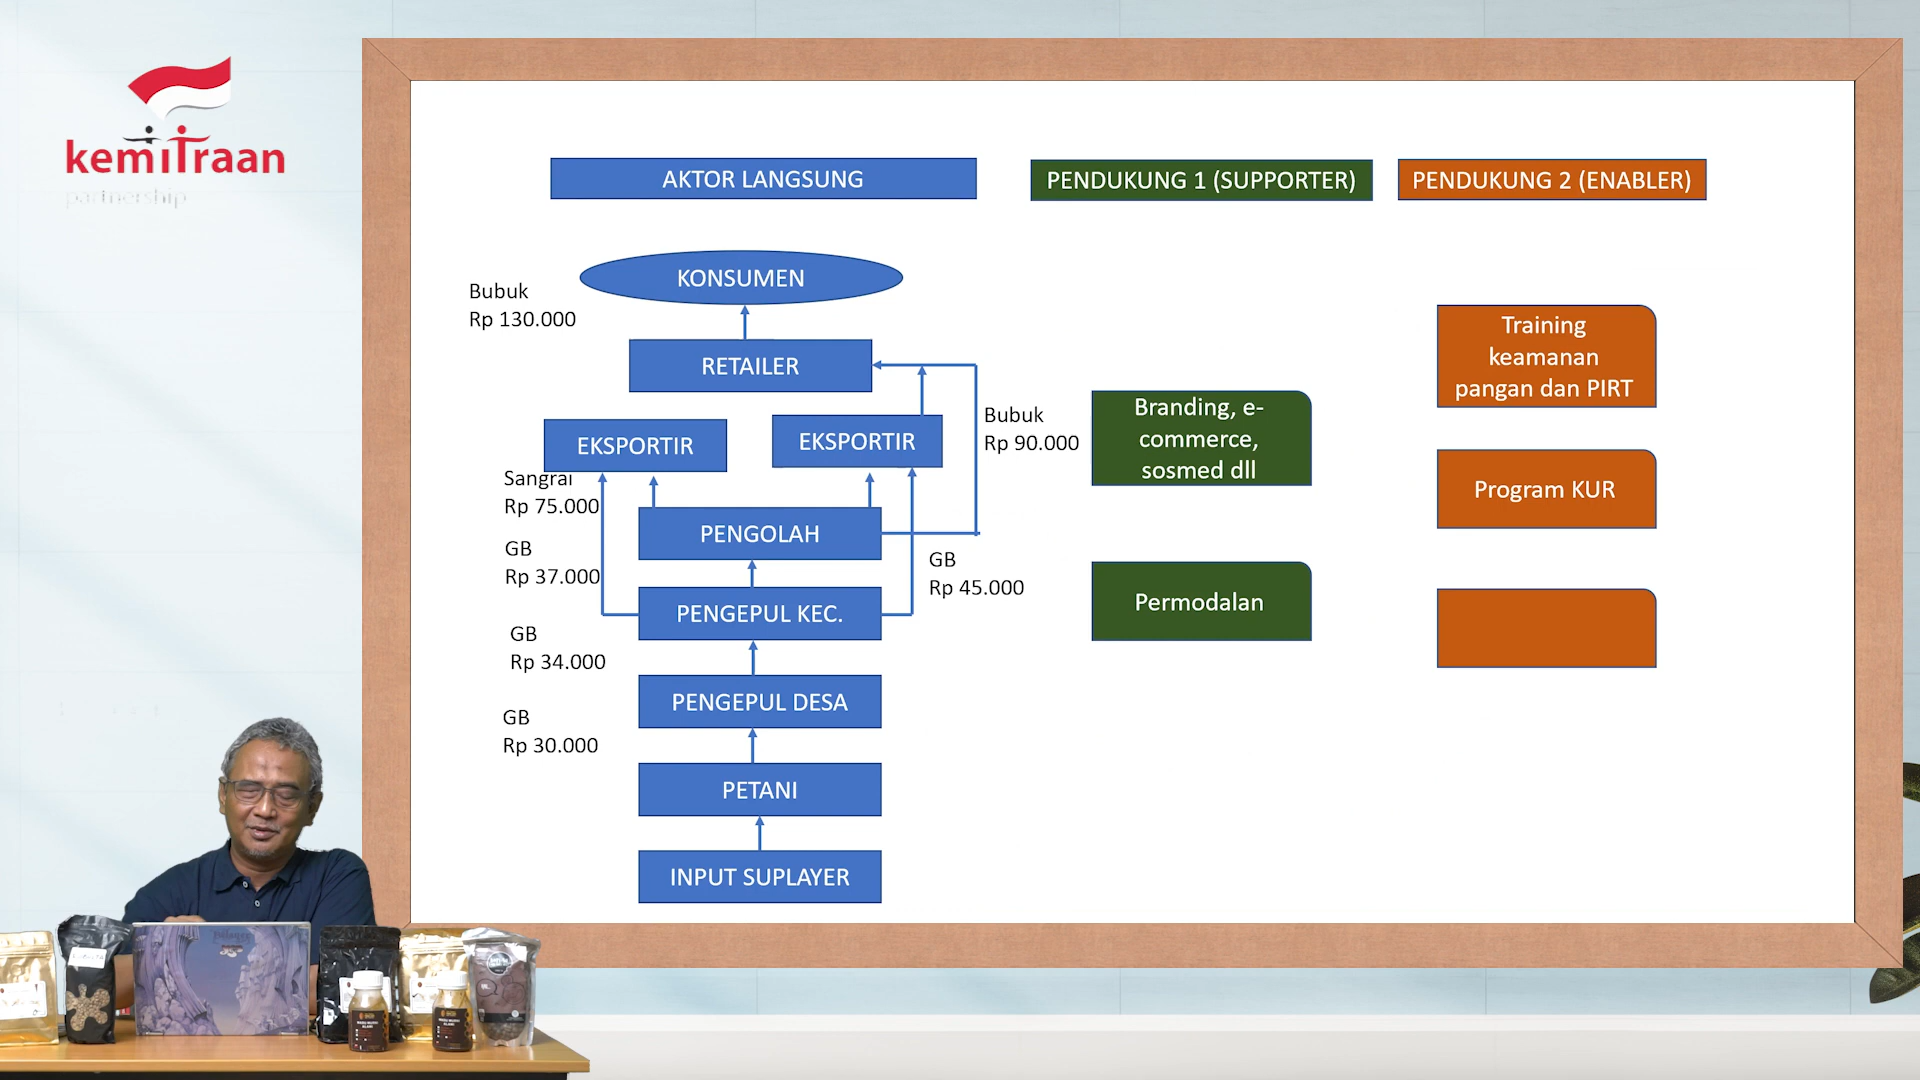 kemitraan
partnership
AKTOR LANGSUNG
PENDUKUNG 1 (SUPPORTER)
PENDUKUNG 2 (ENABLER)
KONSUMEN
Bubuk
Rp 130.000
RETAILER
EKSPORTIR
EKSPORTIR
Bubuk
Rp 90.000
Sangrai
Rp 75.000
PENGOLAH
GB
Rp 37.000
GB
Rp 45.000
PENGEPUL KEC.
GB
Rp 34.000
PENGEPUL DESA
GB
Rp 30.000
PETANI
INPUT SUPLAYER
Branding, e-
commerce,
sosmed dll
Permodalan
Training
keamanan
pangan dan PIRT
Program KUR